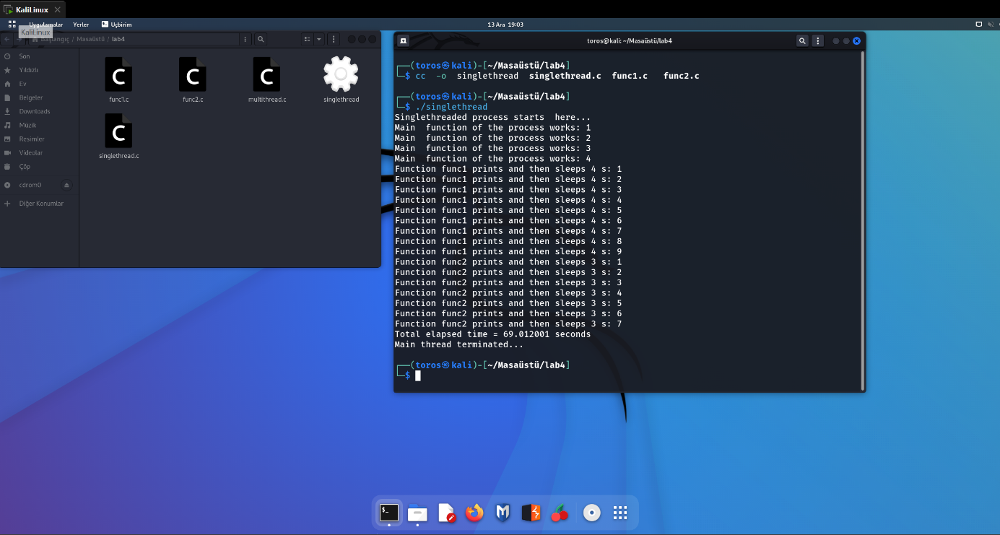 KaliLinux
Uygulamalar Yerler Uçbirim
13 Ara 19:03
KaliLinux
Başlangıç / Masaüstü / lab4
Son
Yıldızlı
Ev
Belgeler
Downloads
Müzik
Resimler
Videolar
Çöp
cdrom0
Diğer Konumlar
func1.c
func2.c
multithread.c
singlethread
singlethread.c
toros@kali: ~/Masaüstü/lab4
┌──(toros㉿kali)-[~/Masaüstü/lab4]
└─$ cc -o singlethread singlethread.c func1.c func2.c
┌──(toros㉿kali)-[~/Masaüstü/lab4]
└─$ ./singlethread
Singlethreaded process starts here...
Main function of the process works: 1
Main function of the process works: 2
Main function of the process works: 3
Main function of the process works: 4
Function func1 prints and then sleeps 4 s: 1
Function func1 prints and then sleeps 4 s: 2
Function func1 prints and then sleeps 4 s: 3
Function func1 prints and then sleeps 4 s: 4
Function func1 prints and then sleeps 4 s: 5
Function func1 prints and then sleeps 4 s: 6
Function func1 prints and then sleeps 4 s: 7
Function func1 prints and then sleeps 4 s: 8
Function func1 prints and then sleeps 4 s: 9
Function func2 prints and then sleeps 3 s: 1
Function func2 prints and then sleeps 3 s: 2
Function func2 prints and then sleeps 3 s: 3
Function func2 prints and then sleeps 3 s: 4
Function func2 prints and then sleeps 3 s: 5
Function func2 prints and then sleeps 3 s: 6
Function func2 prints and then sleeps 3 s: 7
Total elapsed time = 69.012001 seconds
Main thread terminated...
┌──(toros㉿kali)-[~/Masaüstü/lab4]
└─$